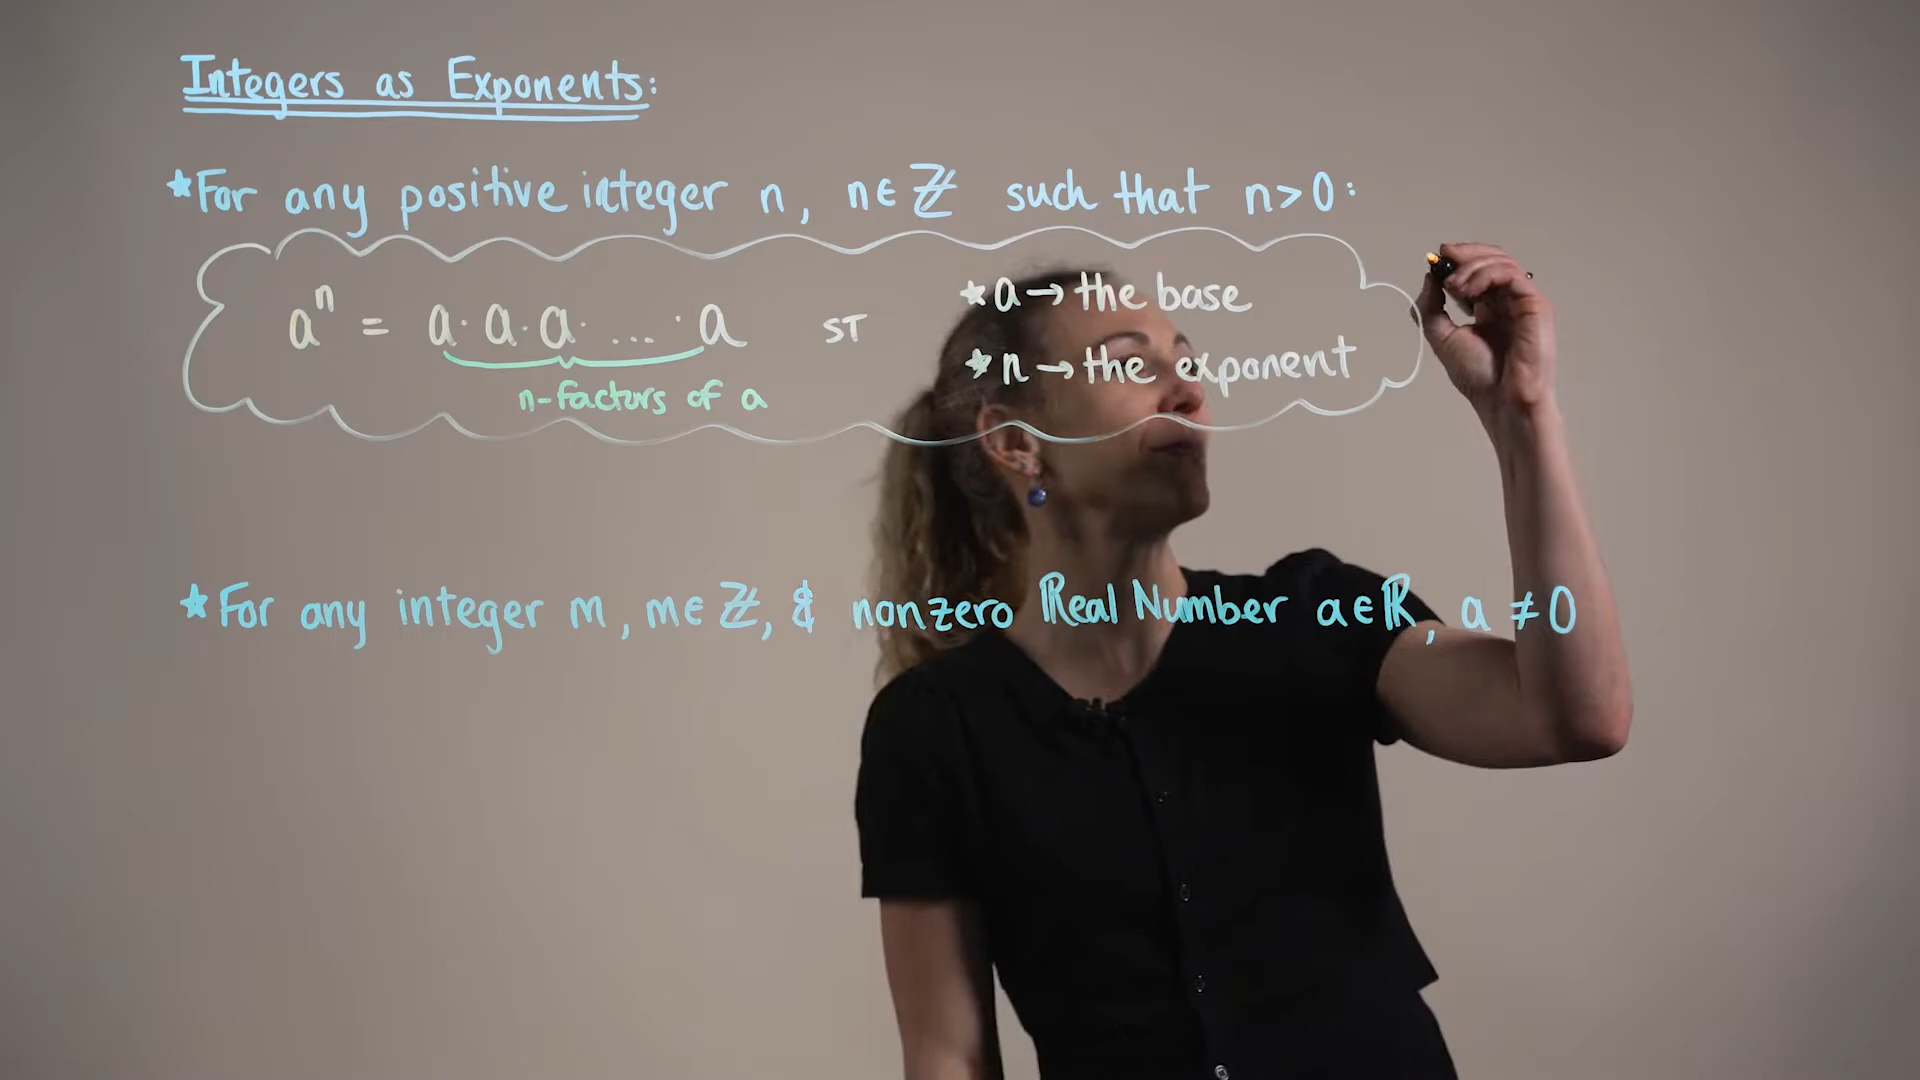 Integers as Exponents:
*For any positive integer n, n∈ℤ such that n>0:
aⁿ = a·a·a·...·a ST
n-factors of a
*a→the base
*n→the exponent
*For any integer m, m∈ℤ, & nonzero Real Number a∈ℝ, a≠0